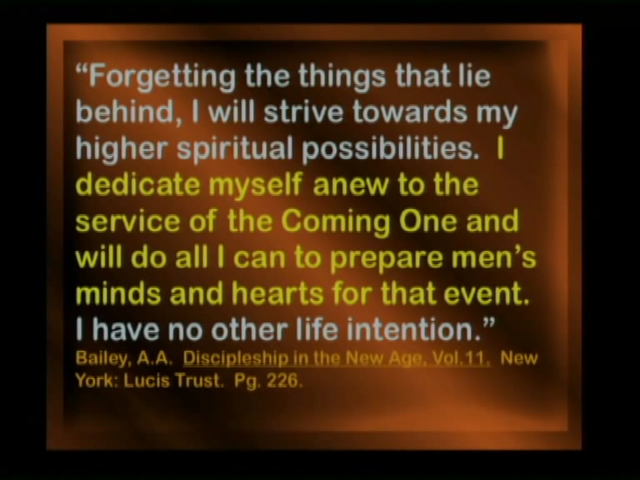 “Forgetting the things that lie
behind, I will strive towards my
higher spiritual possibilities.  I
dedicate myself anew to the
service of the Coming One and
will do all I can to prepare men’s
minds and hearts for that event.
I have no other life intention.”
Bailey, A.A.  Discipleship in the New Age, Vol.11.  New
York: Lucis Trust.  Pg. 226.